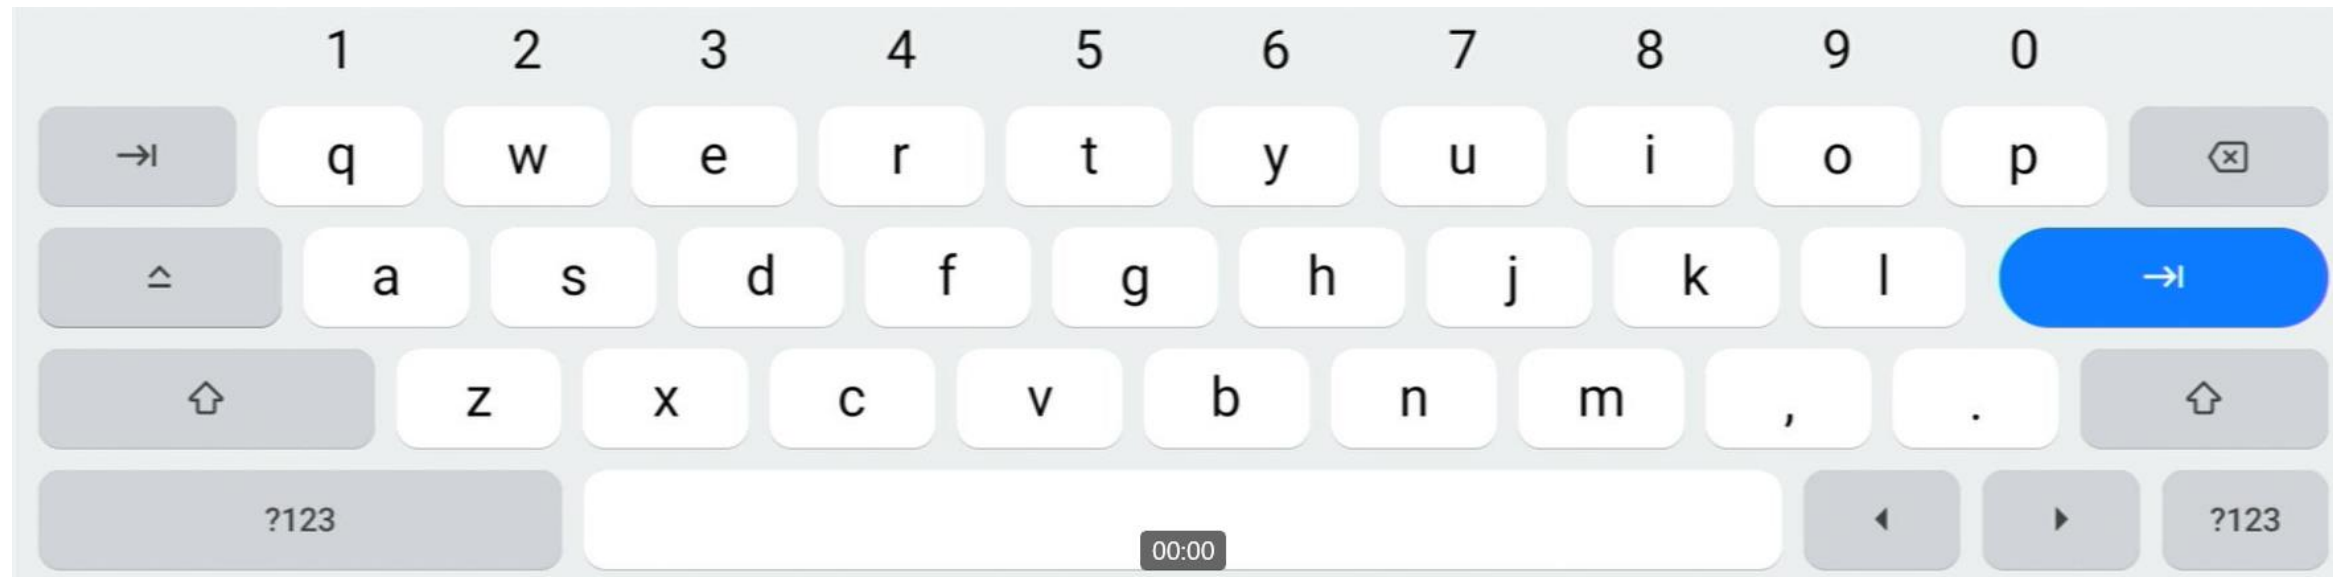 1 2 3 4 5 6 7 8 9 0
q w e r t y u i o p
a s d f g h j k l
z x c v b n m , .
?123 ?123
00:00